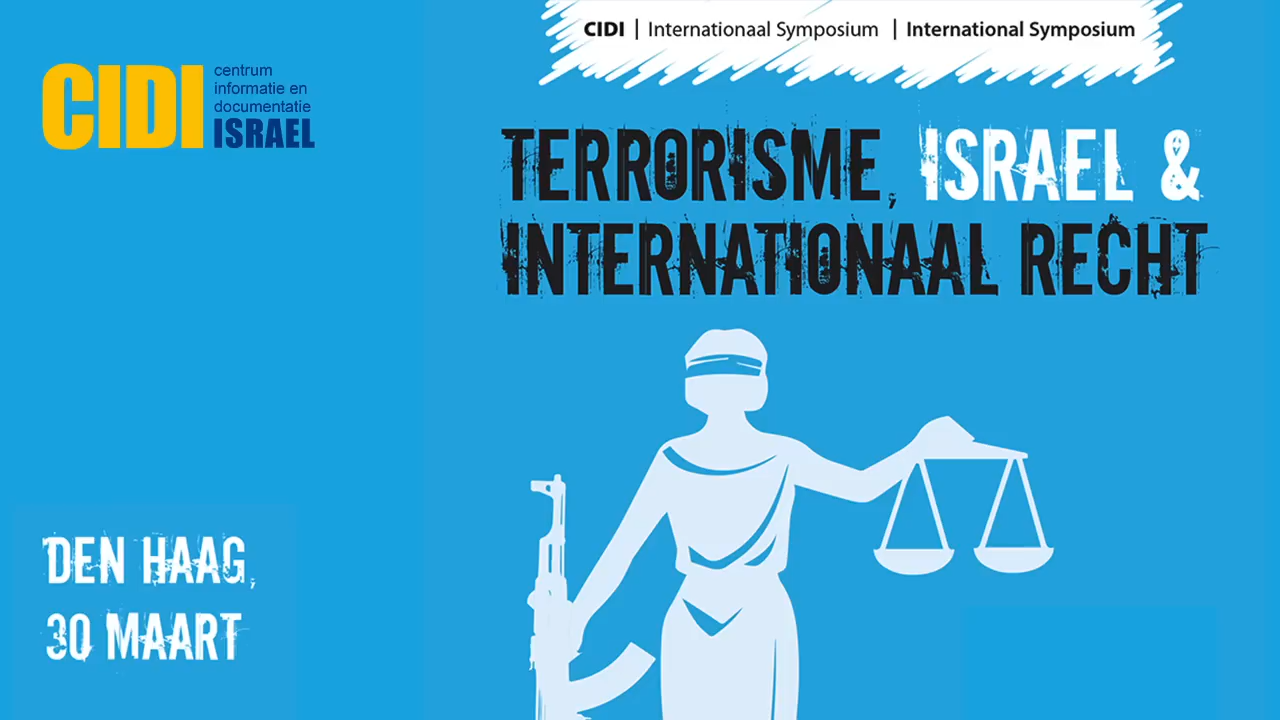 CIDI | Internationaal Symposium | International Symposium
CIDI
centrum
informatie en
documentatie
ISRAEL
TERRORISME, ISRAEL &
INTERNATIONAAL RECHT
DEN HAAG,
30 MAART